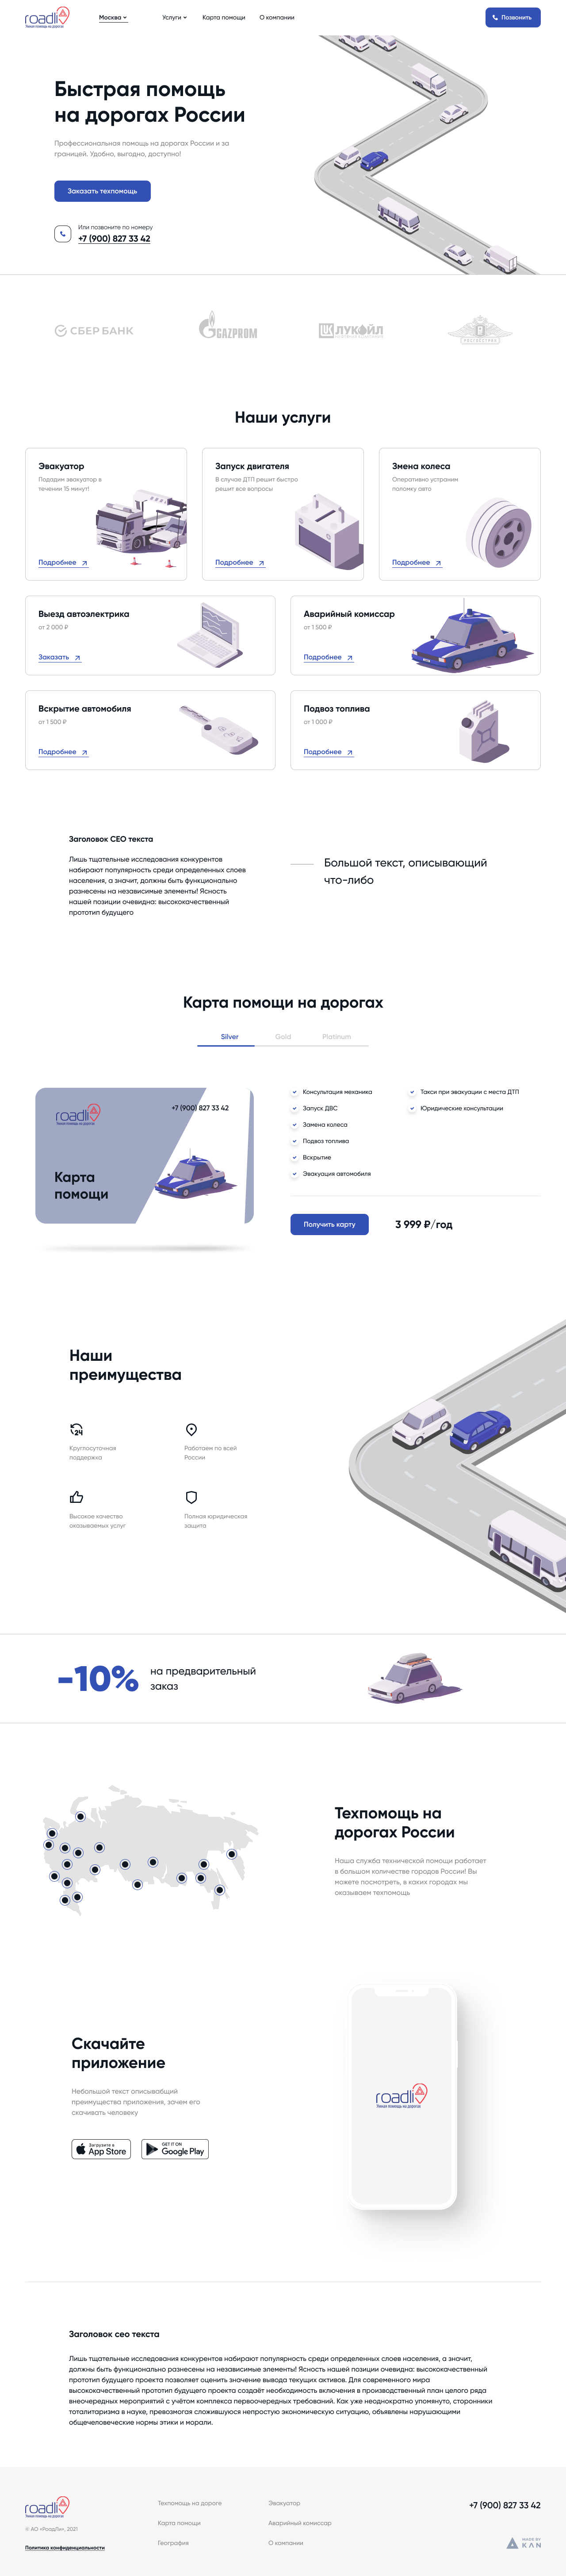 roadli
Техпомощь на дорогах
Москва
Услуги
Карта помощи
О компании
Позвонить
Быстрая помощь
на дорогах России
Профессиональная помощь на дорогах России и за
границей. Удобно, выгодно, доступно!
Заказать техпомощь
Или позвоните по номеру
+7 (900) 827 33 42
СБЕР БАНК
GAZPROM
ЛУКОЙЛ
НЕФТЯНАЯ КОМПАНИЯ
РОСГОССТРАХ
Наши услуги
Эвакуатор
Подадим эвакуатор в
течении 15 минут!
Подробнее
Запуск двигателя
В случае ДТП решит быстро
решит все вопросы
Подробнее
Змена колеса
Оперативно устраним
поломку авто
Подробнее
Выезд автоэлектрика
от 2 000 ₽
Заказать
Аварийный комиссар
от 1 500 ₽
Подробнее
Вскрытие автомобиля
от 1 500 ₽
Подробнее
Подвоз топлива
от 1 000 ₽
Подробнее
Заголовок СЕО текста
Лишь тщательные исследования конкурентов
набирают популярность среди определенных слоев
населения, а значит, должны быть функционально
разнесены на независимые элементы! Ясность
нашей позиции очевидна: высококачественный
прототип будущего
Большой текст, описывающий
что-либо
Карта помощи на дорогах
Silver
Gold
Platinum
roadli
Техпомощь на дорогах
+7 (900) 827 33 42
Карта
помощи
Консультация механика
Запуск ДВС
Замена колеса
Подвоз топлива
Вскрытие
Эвакуация автомобиля
Такси при эвакуации с места ДТП
Юридические консультации
Получить карту
3 999 ₽/год
Наши
преимущества
24
Круглосуточная
поддержка
Работаем по всей
России
Высокое качество
оказываемых услуг
Полная юридическая
защита
-10%
на предварительный
заказ
Техпомощь на
дорогах России
Наша служба технической помощи работает
в большом количестве городов России! Вы
можете посмотреть, в каких городах мы
оказываем техпомощь
Скачайте
приложение
Небольшой текст описывабщий
преимущества приложения, зачем его
скачивать человеку
Загрузите в
App Store
GET IT ON
Google Play
roadli
Техпомощь на дорогах
Заголовок сео текста
Лишь тщательные исследования конкурентов набирают популярность среди определенных слоев населения, а значит,
должны быть функционально разнесены на независимые элементы! Ясность нашей позиции очевидна: высококачественный
прототип будущего проекта позволяет оценить значение вывода текущих активов. Для современного мира
высококачественный прототип будущего проекта создаёт необходимость включения в производственный план целого ряда
внеочередных мероприятий с учётом комплекса первоочередных требований. Как уже неоднократно упомянуто, сторонники
тоталитаризма в науке, превозмогая сложившуюся непростую экономическую ситуацию, объявлены нарушающими
общечеловеческие нормы этики и морали.
roadli
Техпомощь на дорогах
© АО «РоадЛи», 2021
Политика конфиденциальности
Техпомощь на дороге
Карта помощи
География
Эвакуатор
Аварийный комиссар
О компании
+7 (900) 827 33 42
MADE BY
KAN